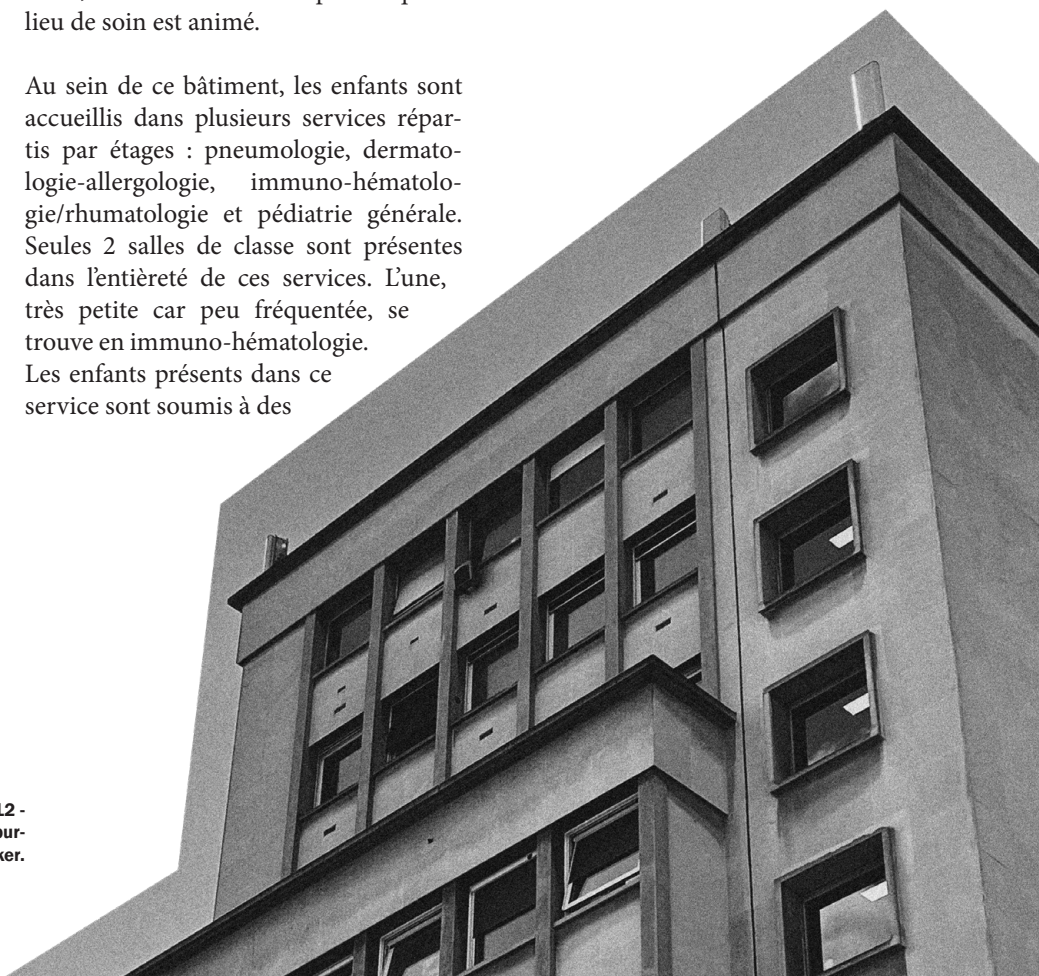 lieu de soin est animé.
Au sein de ce bâtiment, les enfants sont
accueillis dans plusieurs services répar-
tis par étages : pneumologie, dermato-
logie-allergologie, immuno-hématolo-
gie/rhumatologie et pédiatrie générale.
Seules 2 salles de classe sont présentes
dans l’entièreté de ces services. L’une,
très petite car peu fréquentée, se
trouve en immuno-hématologie.
Les enfants présents dans ce
service sont soumis à des
12 -
our-
ker.